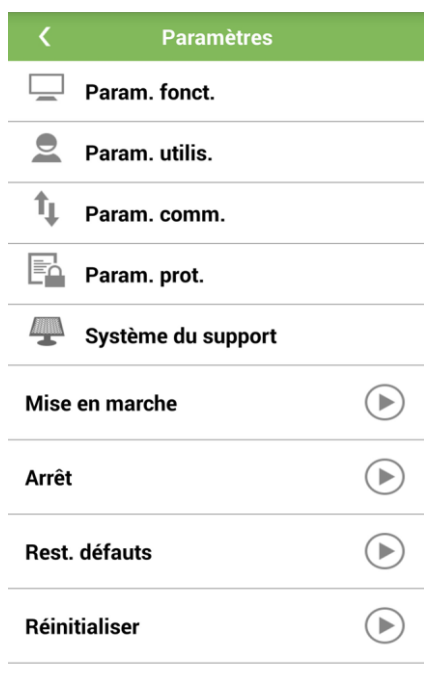 Paramètres
Param. fonct.
Param. utilis.
Param. comm.
Param. prot.
Système du support
Mise en marche
Arrêt
Rest. défauts
Réinitialiser